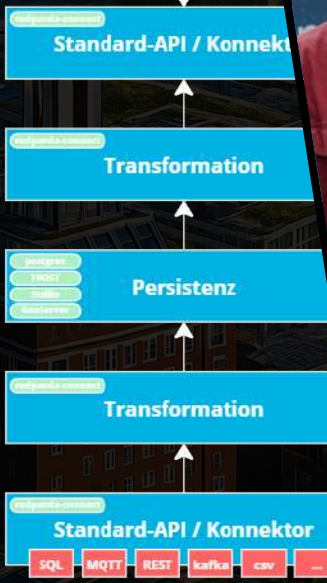 redpanda-connect
Standard-API / Konnekt
redpanda-connect
Transformation
postgres
FROST
Stellio
GeoServer
Persistenz
redpanda-connect
Transformation
redpanda-connect
Standard-API / Konnektor
SQL MQTT REST kafka csv ...